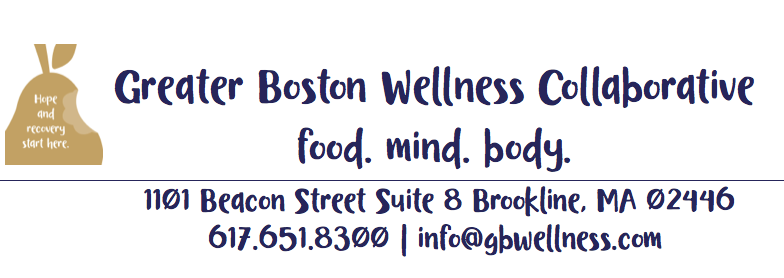 Hope
and
recovery
start here.
Greater Boston Wellness Collaborative
food. mind. body.
1101 Beacon Street Suite 8 Brookline, MA 02446
617.651.8300 | info@gbwellness.com